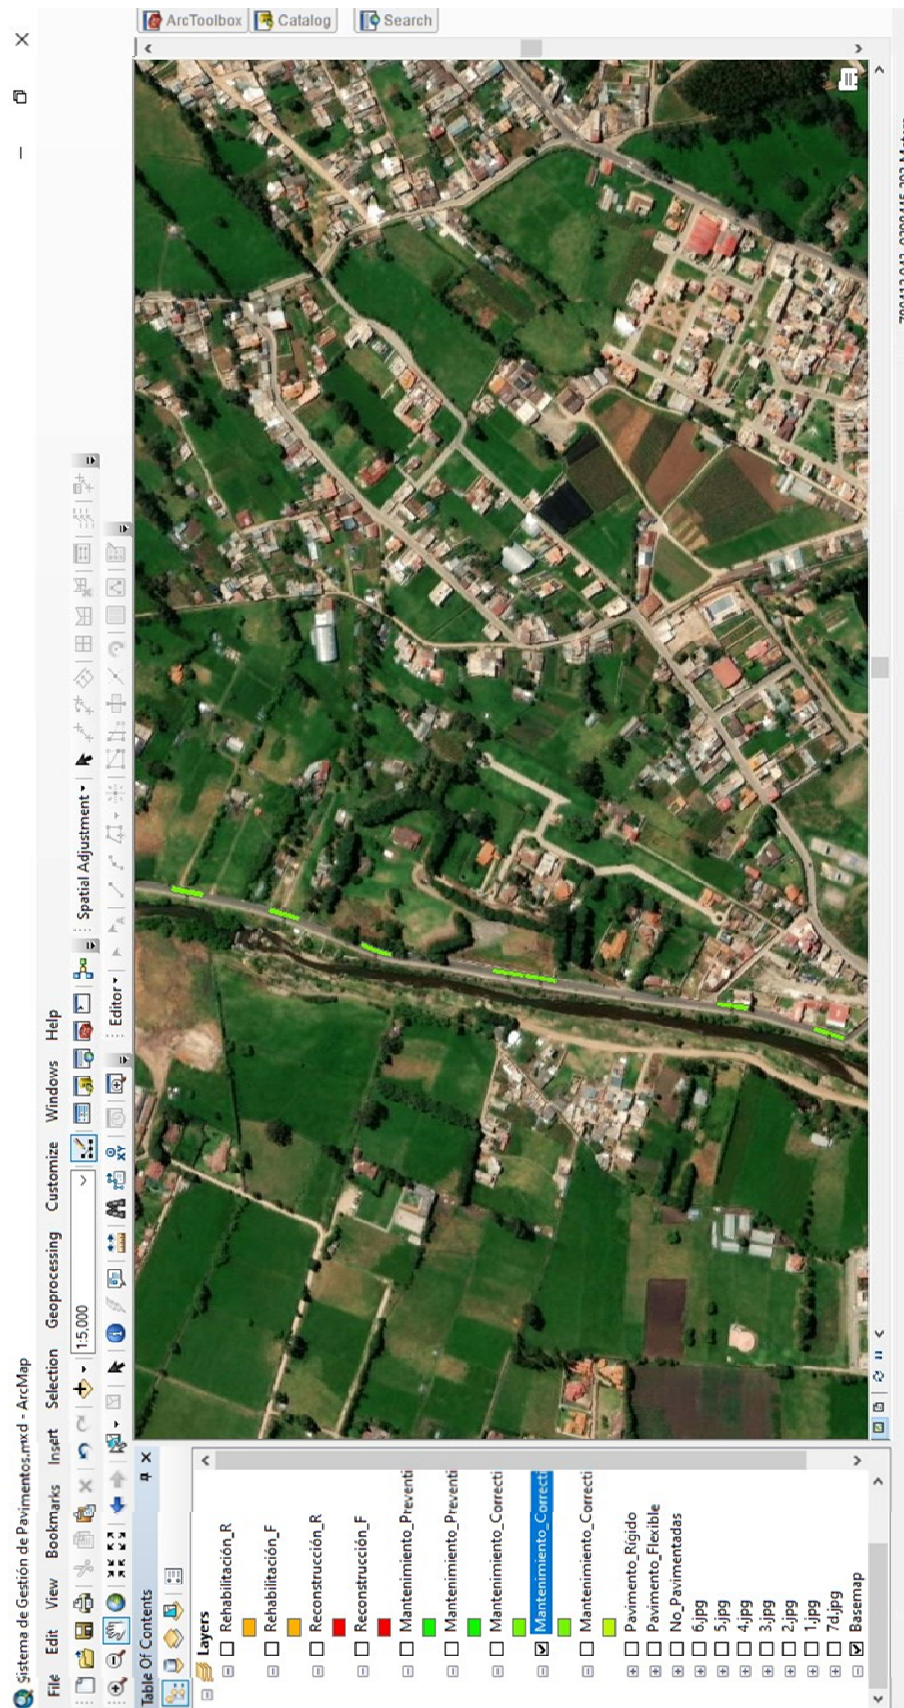 Sistema de Gestión de Pavimentos.mxd - ArcMap
File Edit View Bookmarks Insert Selection Geoprocessing Customize Windows Help
1:5,000
Spatial Adjustment
Editor
Table Of Contents
Layers
Rehabilitación_R
Rehabilitación_F
Reconstrucción_R
Reconstrucción_F
Mantenimiento_Preventi
Mantenimiento_Preventi
Mantenimiento_Correcti
Mantenimiento_Correcti
Mantenimiento_Correcti
Pavimento_Rígido
Pavimento_Flexible
No_Pavimentadas
6.jpg
5.jpg
4.jpg
3.jpg
2.jpg
1.jpg
7d.jpg
Basemap
ArcToolbox
Catalog
Search